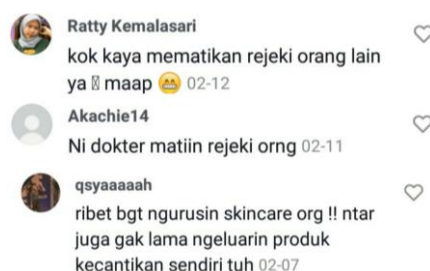 Ratty Kemalasari
kok kaya mematikan rejeki orang lain
ya maap 😁 02-12
Akachie14
Ni dokter matiin rejeki orng 02-11
qsyaaaaah
ribet bgt ngurusin skincare org !! ntar
juga gak lama ngeluarin produk
kecantikan sendiri tuh 02-07